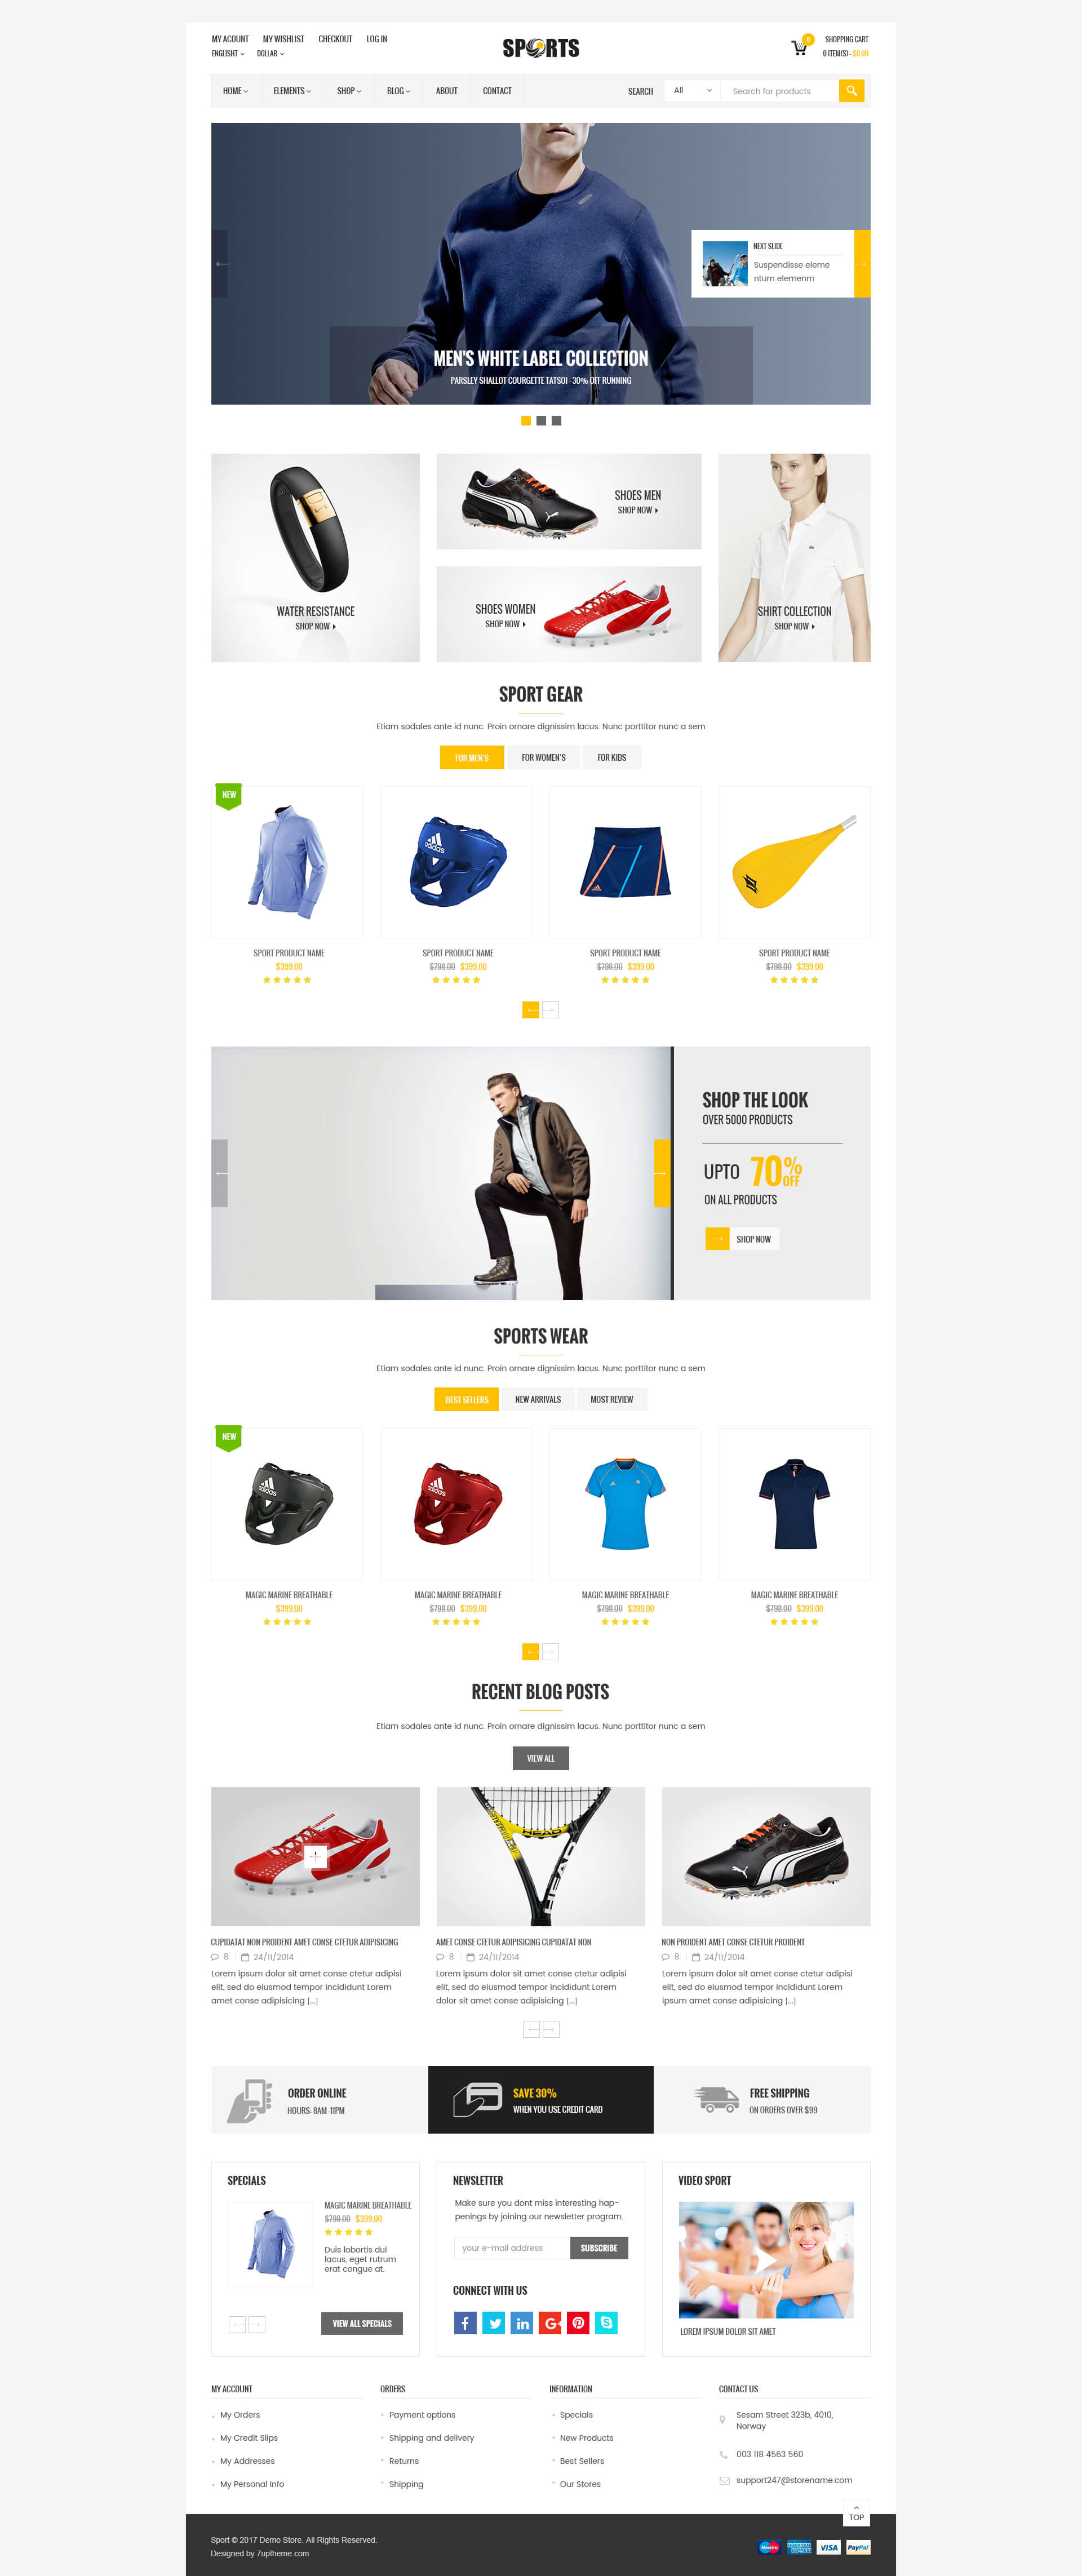 MY ACOUNT MY WISHLIST CHECKOUT LOG IN
ENGLISHT DOLLAR
SPORTS
0
SHOPPING CART
0 ITEM(S) - $0.00
HOME ELEMENTS SHOP BLOG ABOUT CONTACT
SEARCH All Search for products
NEXT SLIDE
Suspendisse eleme
ntum elemenm
MEN'S WHITE LABEL COLLECTION
PARSLEY SHALLOT COURGETTE TATSOI - 30% OFF RUNNING
WATER RESISTANCE
SHOP NOW
SHOES MEN
SHOP NOW
SHOES WOMEN
SHOP NOW
SHIRT COLLECTION
SHOP NOW
SPORT GEAR
Etiam sodales ante id nunc. Proin ornare dignissim lacus. Nunc porttitor nunc a sem
FOR MEN'S FOR WOMEN'S FOR KIDS
NEW
adidas
SPORT PRODUCT NAME
$399.00
SPORT PRODUCT NAME
$798.00 $399.00
SPORT PRODUCT NAME
$798.00 $399.00
SPORT PRODUCT NAME
$798.00 $399.00
SHOP THE LOOK
OVER 5000 PRODUCTS
UPTO 70% OFF
ON ALL PRODUCTS
SHOP NOW
SPORTS WEAR
Etiam sodales ante id nunc. Proin ornare dignissim lacus. Nunc porttitor nunc a sem
BEST SELLERS NEW ARRIVALS MOST REVIEW
NEW
adidas
adidas
MAGIC MARINE BREATHABLE
$399.00
MAGIC MARINE BREATHABLE
$798.00 $399.00
MAGIC MARINE BREATHABLE
$798.00 $399.00
MAGIC MARINE BREATHABLE
$798.00 $399.00
RECENT BLOG POSTS
Etiam sodales ante id nunc. Proin ornare dignissim lacus. Nunc porttitor nunc a sem
VIEW ALL
HEAD
HEAD
CUPIDATAT NON PROIDENT AMET CONSE CTETUR ADIPISICING
8 24/11/2014
Lorem ipsum dolor sit amet conse ctetur adipisi
elit, sed do eiusmod tempor incididunt Lorem
amet conse adipisicing [...]
AMET CONSE CTETUR ADIPISICING CUPIDATAT NON
8 24/11/2014
Lorem ipsum dolor sit amet conse ctetur adipisi
elit, sed do eiusmod tempor incididunt Lorem
dolor sit amet conse adipisicing [...]
NON PROIDENT AMET CONSE CTETUR PROIDENT
8 24/11/2014
Lorem ipsum dolor sit amet conse ctetur adipisi
elit, sed do eiusmod tempor incididunt Lorem
ipsum amet conse adipisicing [...]
ORDER ONLINE
HOURS: 8AM -11PM
SAVE 30%
WHEN YOU USE CREDIT CARD
FREE SHIPPING
ON ORDERS OVER $99
SPECIALS
MAGIC MARINE BREATHABLE
$798.00 $399.00
Duis lobortis dui
lacus, eget rutrum
erat congue at.
VIEW ALL SPECIALS
NEWSLETTER
Make sure you dont miss interesting hap-
penings by joining our newsletter program.
your e-mail address SUBSCRIBE
CONNECT WITH US
VIDEO SPORT
LOREM IPSUM DOLOR SIT AMET
MY ACCOUNT
My Orders
My Credit Slips
My Addresses
My Personal Info
ORDERS
Payment options
Shipping and delivery
Returns
Shipping
INFORMATION
Specials
New Products
Best Sellers
Our Stores
CONTACT US
Sesam Street 323b, 4010,
Norway
003 118 4563 560
support247@storename.com
TOP
Sport © 2017 Demo Store. All Rights Reserved.
Designed by 7uptheme.com
Maestro AMERICAN EXPRESS VISA PayPal